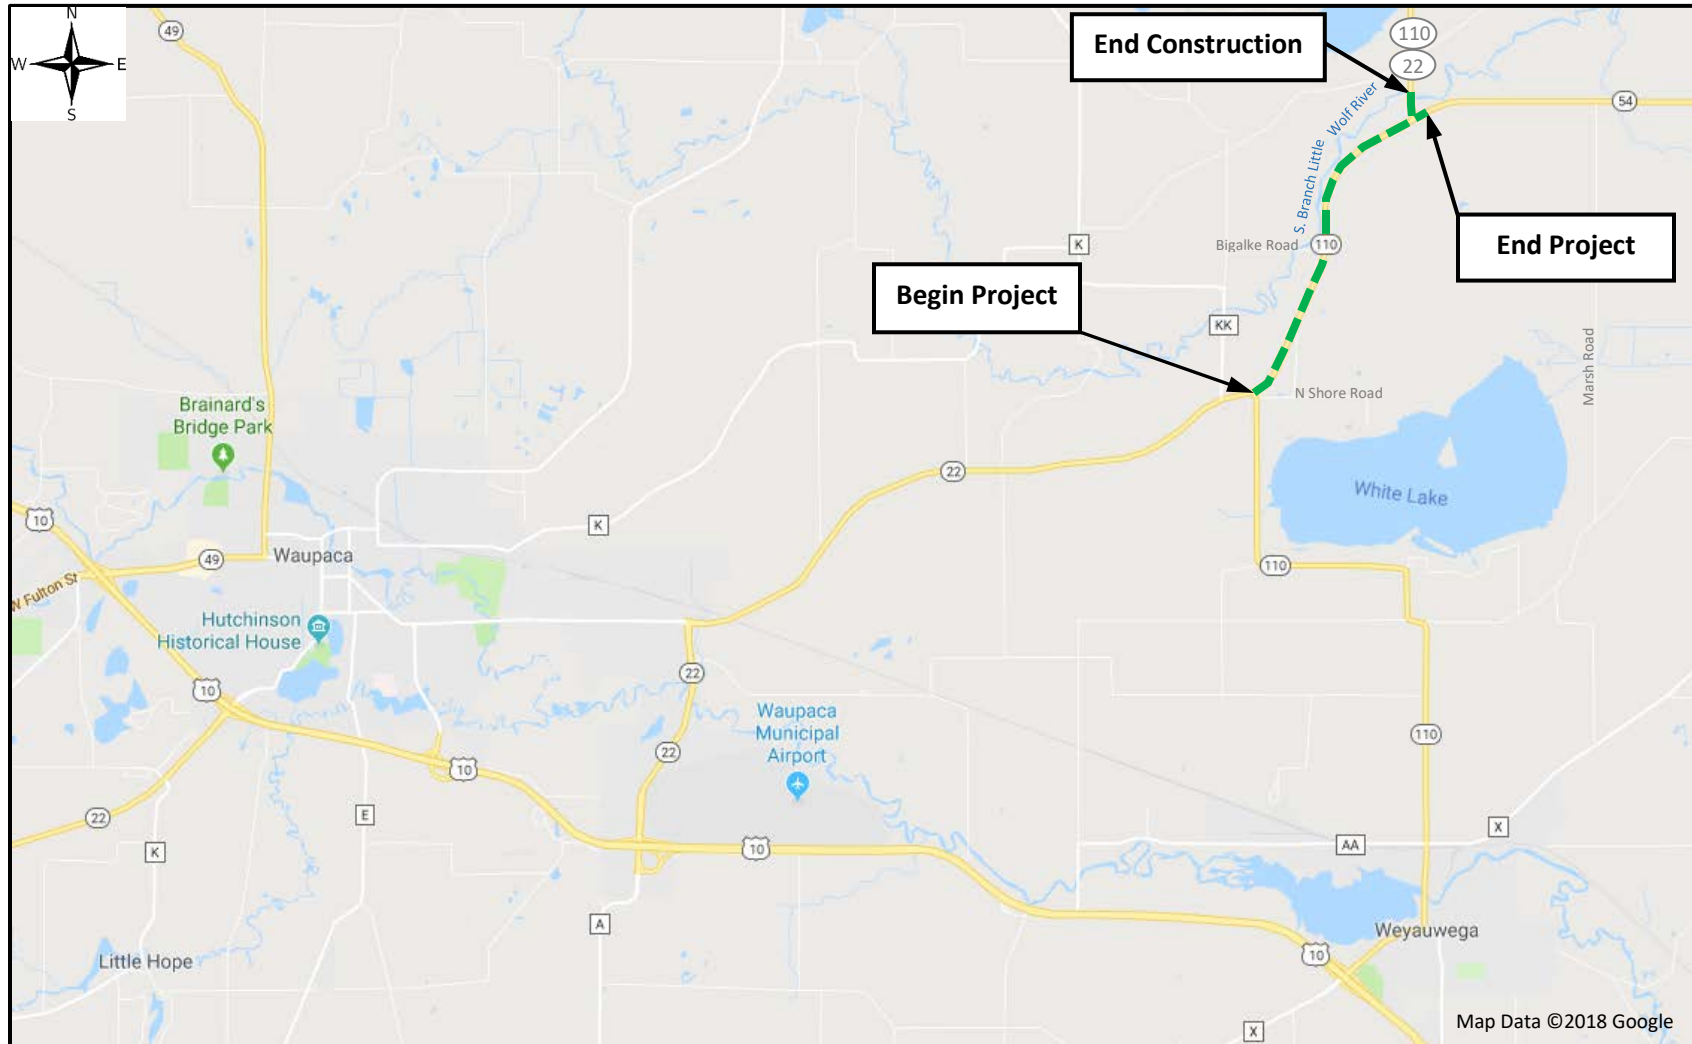 N
W
E
S
49
End Construction
110
22
54
S. Branch Little Wolf River
K
Bigalke Road
110
End Project
Begin Project
KK
N Shore Road
Marsh Road
Brainard's
Bridge Park
22
White Lake
10
K
Waupaca
49
110
W Fulton St
Hutchinson
Historical House
22
10
Waupaca
Municipal
Airport
110
22
10
22
E
K
10
AA
X
A
Weyauwega
10
Little Hope
X
Map Data ©2018 Google